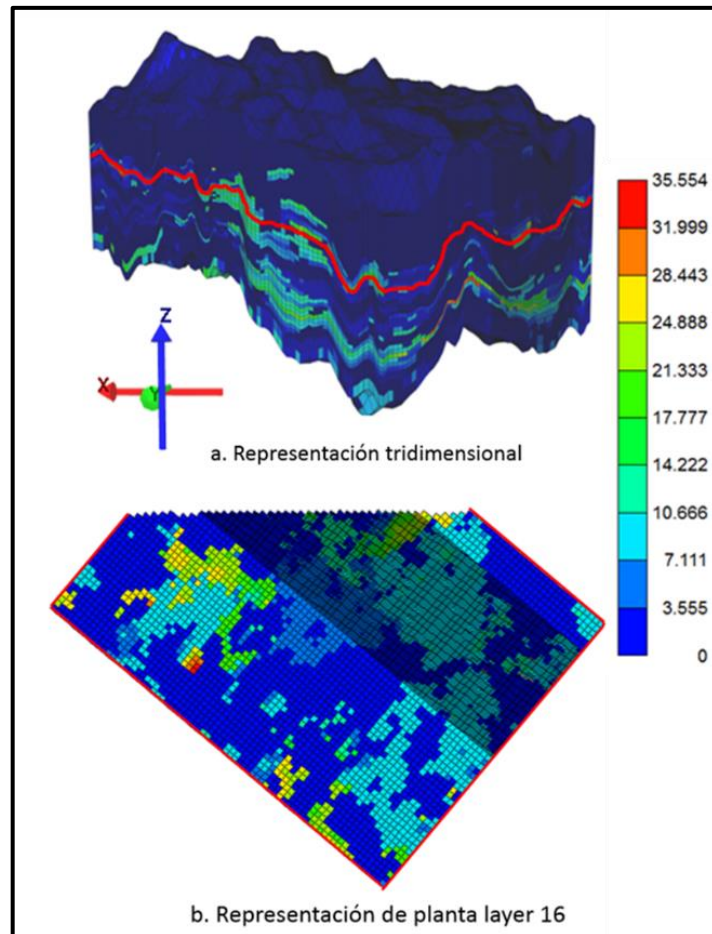 35.554
31.999
28.443
24.888
21.333
17.777
14.222
10.666
7.111
3.555
0
Z
X
Y
a. Representación tridimensional
b. Representación de planta layer 16